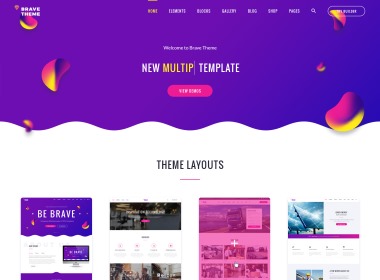 BRAVE
THEME
HOME ELEMENTS BLOCKS GALLERY BLOG SHOP PAGES
BUILDER
Welcome to Brave Theme
NEW MULTIP TEMPLATE
VIEW DEMOS
THEME LAYOUTS
BE BRAVE